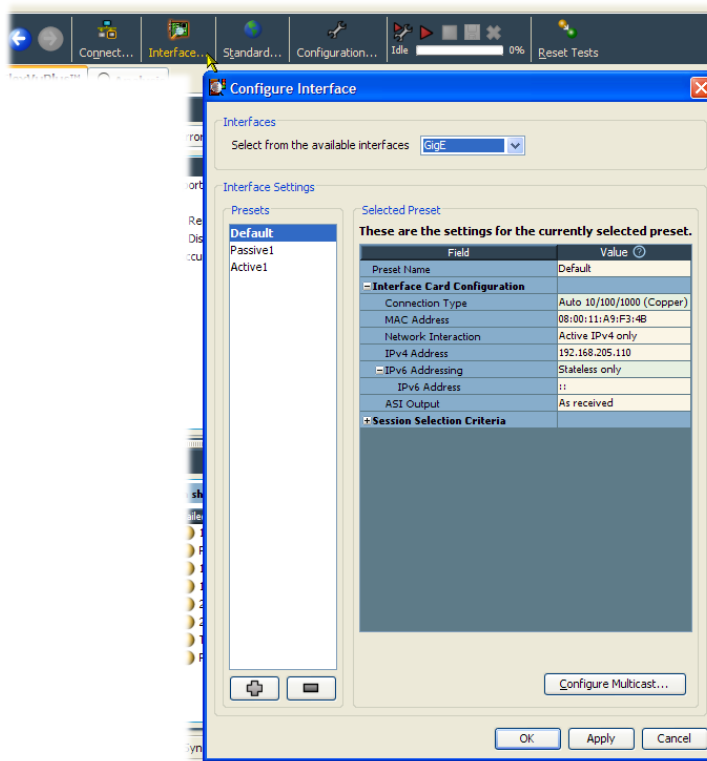 Connect...
Interface...
Standard...
Configuration...
Idle
0%
Reset Tests
Configure Interface
Interfaces
Select from the available interfaces GigE
Interface Settings
Presets
Default
Passive1
Active1
Selected Preset
These are the settings for the currently selected preset.
Field Value
Preset Name Default
Interface Card Configuration
Connection Type Auto 10/100/1000 (Copper)
MAC Address 08:00:11:A9:F3:4B
Network Interaction Active IPv4 only
IPv4 Address 192.168.205.110
IPv6 Addressing Stateless only
IPv6 Address ::
ASI Output As received
Session Selection Criteria
Configure Multicast...
OK
Apply
Cancel